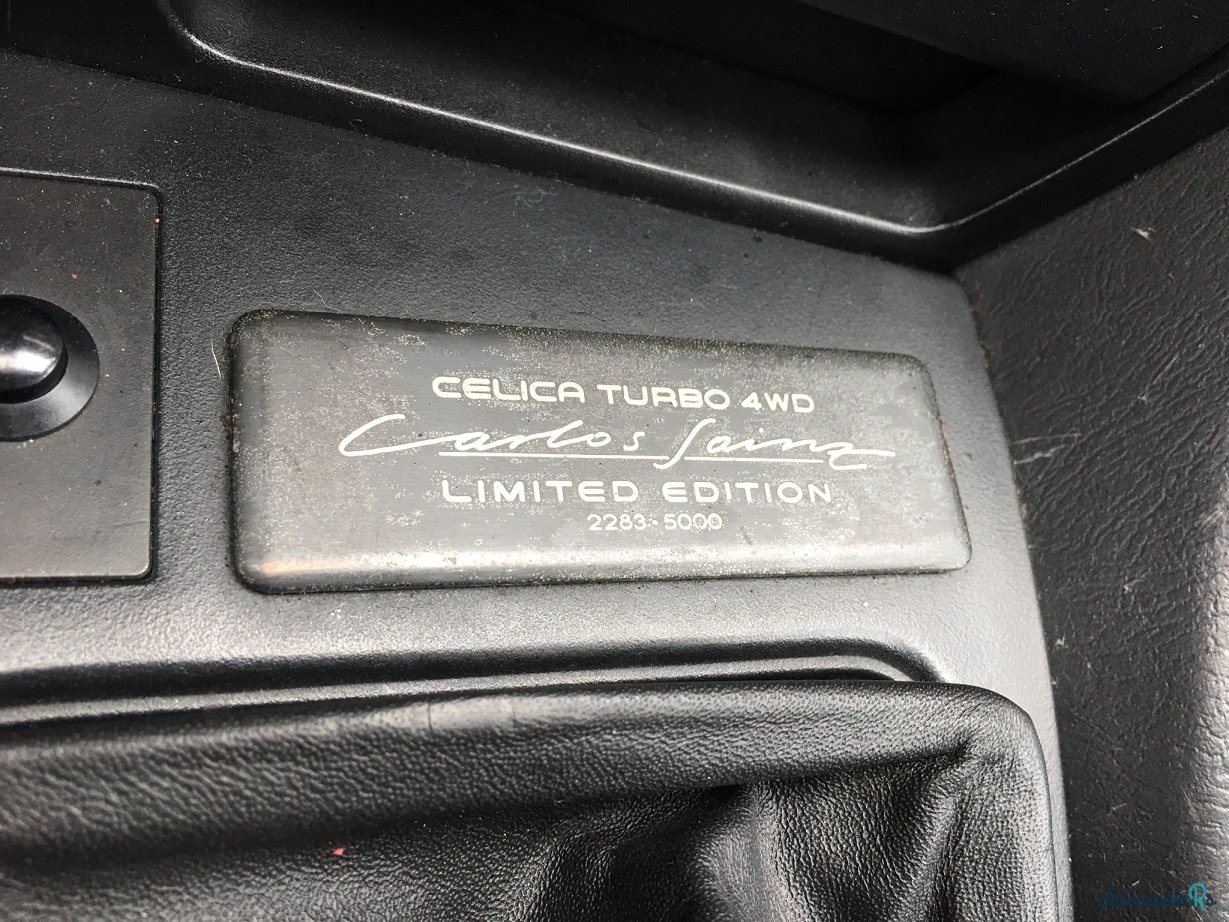 CELICA TURBO 4WD
Carlos Sainz
LIMITED EDITION
2283-5000